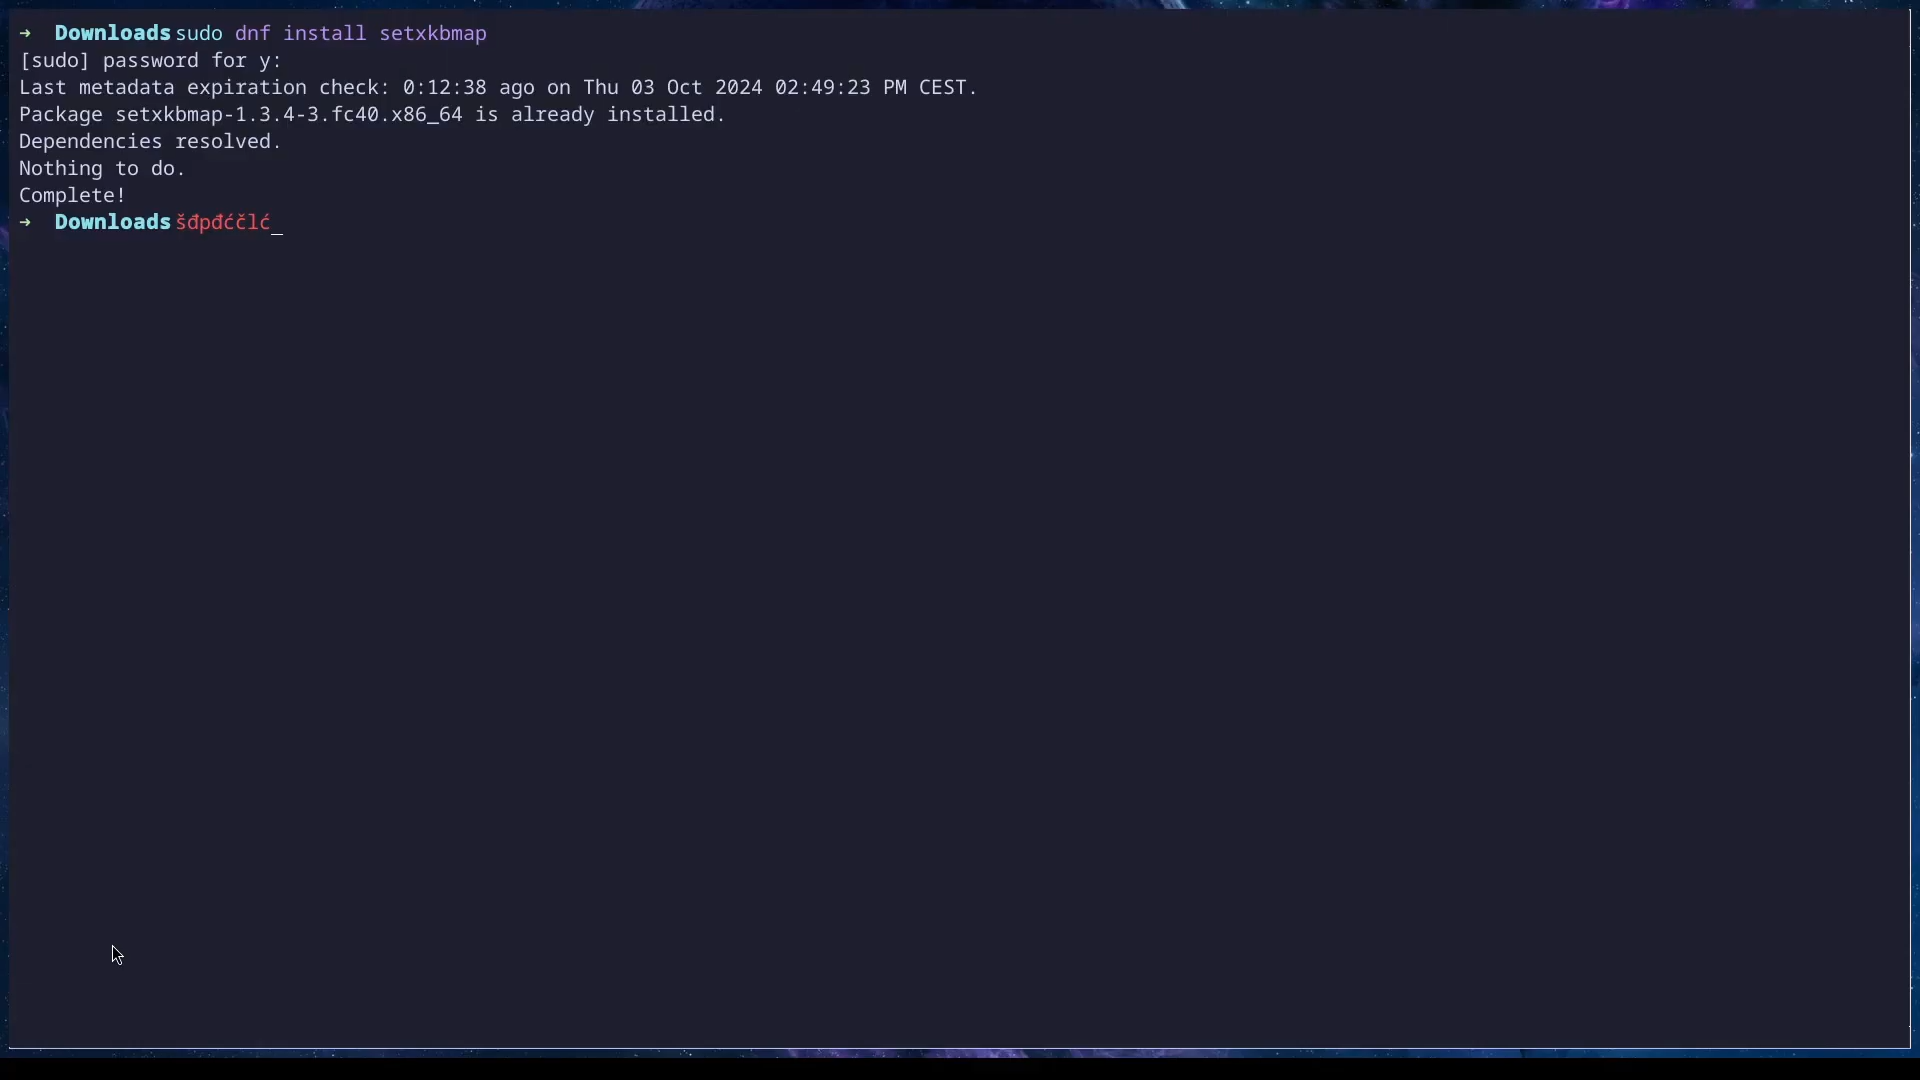 → Downloads sudo dnf install setxkbmap
[sudo] password for y:
Last metadata expiration check: 0:12:38 ago on Thu 03 Oct 2024 02:49:23 PM CEST.
Package setxkbmap-1.3.4-3.fc40.x86_64 is already installed.
Dependencies resolved.
Nothing to do.
Complete!
→ Downloads šđpđćčlć_